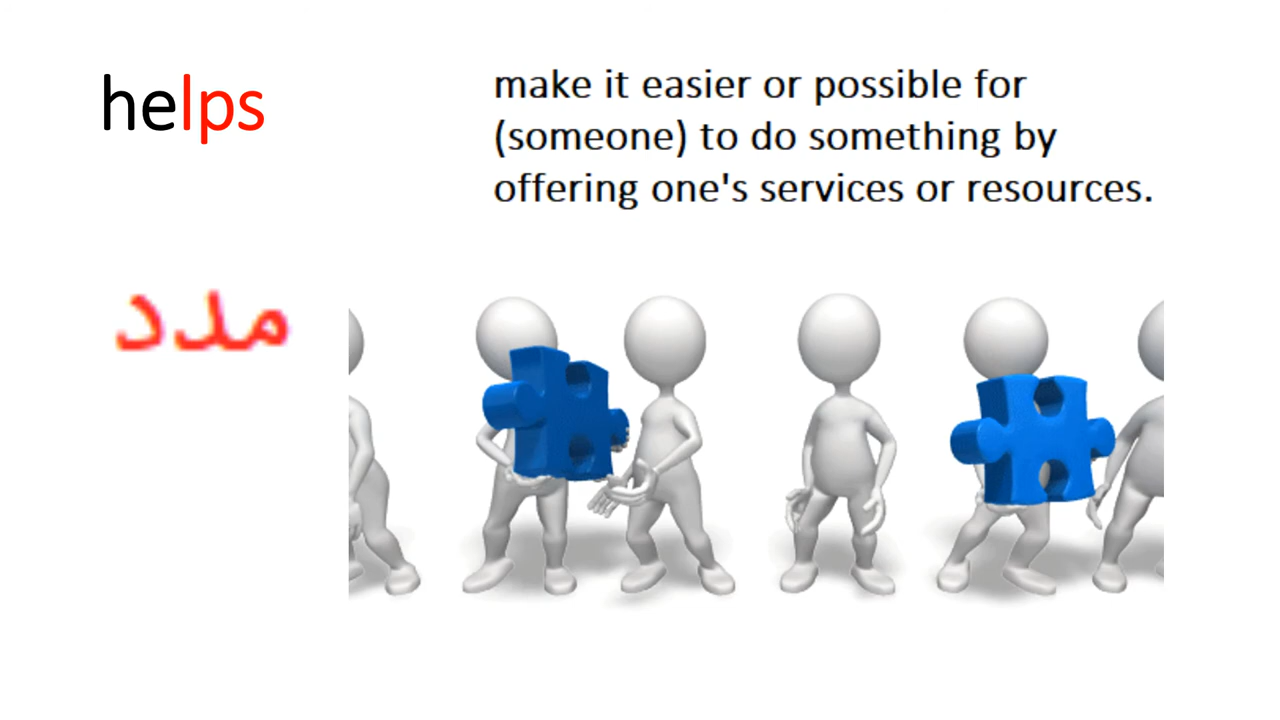 helps
make it easier or possible for
(someone) to do something by
offering one's services or resources.
مدد